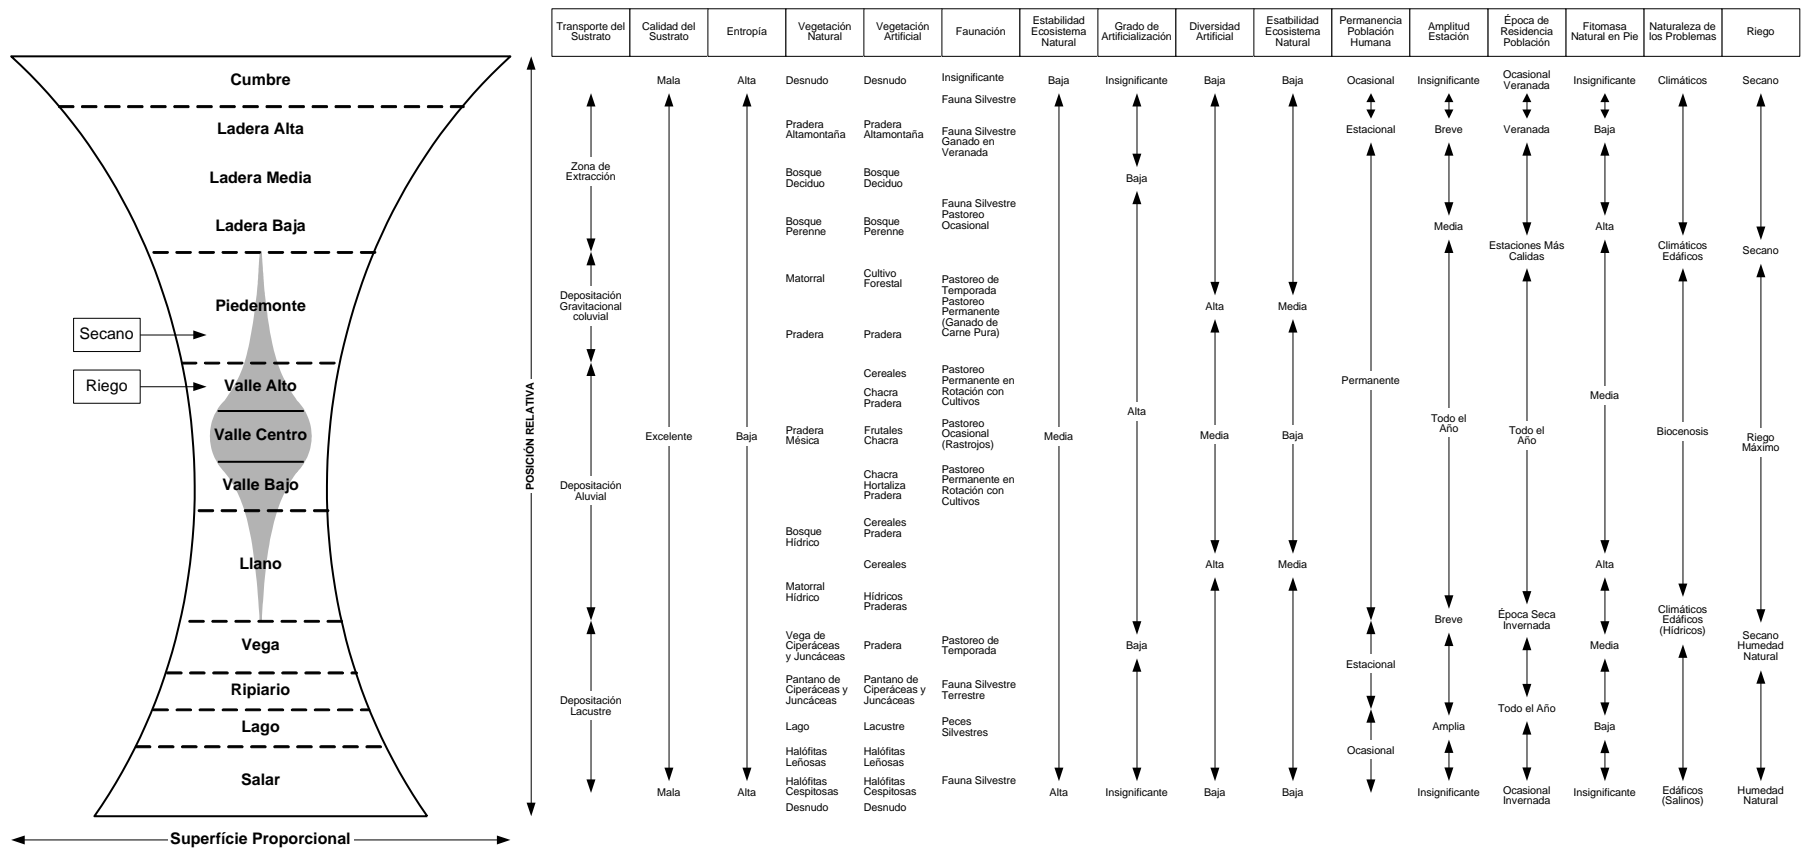 Transporte del
Sustrato
Calidad del
Sustrato
Entropía
Vegetación
Natural
Vegetación
Artificial
Faunación
Estabilidad
Ecosistema
Natural
Grado de
Artificialización
Diversidad
Artificial
Esatbilidad
Ecosistema
Natural
Permanencia
Población
Humana
Amplitud
Estación
Época de
Residencia
Población
Fitomasa
Natural en Pie
Naturaleza de
los Problemas
Riego
Cumbre
Ladera Alta
Ladera Media
Ladera Baja
Piedemonte
Secano
Riego
Valle Alto
Valle Centro
Valle Bajo
Llano
Vega
Ripiario
Lago
Salar
Superfície Proporcional
POSICIÓN RELATIVA
Zona de
Extracción
Depositación
Gravitacional
coluvial
Depositación
Aluvial
Depositación
Lacustre
Mala
Excelente
Mala
Alta
Baja
Alta
Desnudo
Pradera
Altamontaña
Bosque
Deciduo
Bosque
Perenne
Matorral
Pradera
Pradera
Mésica
Bosque
Hídrico
Matorral
Hídrico
Vega de
Ciperáceas
y Juncáceas
Pantano de
Ciperáceas y
Juncáceas
Lago
Halófitas
Leñosas
Halófitas
Cespitosas
Desnudo
Desnudo
Pradera
Altamontaña
Bosque
Deciduo
Bosque
Perenne
Cultivo
Forestal
Pradera
Cereales
Chacra
Pradera
Frutales
Chacra
Chacra
Hortaliza
Pradera
Cereales
Pradera
Cereales
Hídricos
Praderas
Pradera
Pantano de
Ciperáceas y
Juncáceas
Lacustre
Halófitas
Leñosas
Halófitas
Cespitosas
Desnudo
Insignificante
Fauna Silvestre
Fauna Silvestre
Ganado en
Veranada
Fauna Silvestre
Pastoreo
Ocasional
Pastoreo de
Temporada
Pastoreo
Permanente
(Ganado de
Carne Pura)
Pastoreo
Permanente en
Rotación con
Cultivos
Pastoreo
Ocasional
(Rastrojos)
Pastoreo
Permanente en
Rotación con
Cultivos
Pastoreo de
Temporada
Fauna Silvestre
Terrestre
Peces
Silvestres
Fauna Silvestre
Baja
Media
Alta
Insignificante
Baja
Alta
Baja
Insignificante
Baja
Alta
Media
Alta
Baja
Baja
Media
Baja
Media
Baja
Ocasional
Estacional
Permanente
Estacional
Ocasional
Insignificante
Breve
Media
Todo el
Año
Breve
Amplia
Insignificante
Ocasional
Veranada
Veranada
Estaciones Más
Calidas
Todo el
Año
Época Seca
Invernada
Todo el Año
Ocasional
Invernada
Insignificante
Baja
Alta
Media
Alta
Media
Baja
Insignificante
Climáticos
Climáticos
Edáficos
Biocenosis
Climáticos
Edáficos
(Hídricos)
Edáficos
(Salinos)
Secano
Secano
Riego
Máximo
Secano
Humedad
Natural
Humedad
Natural